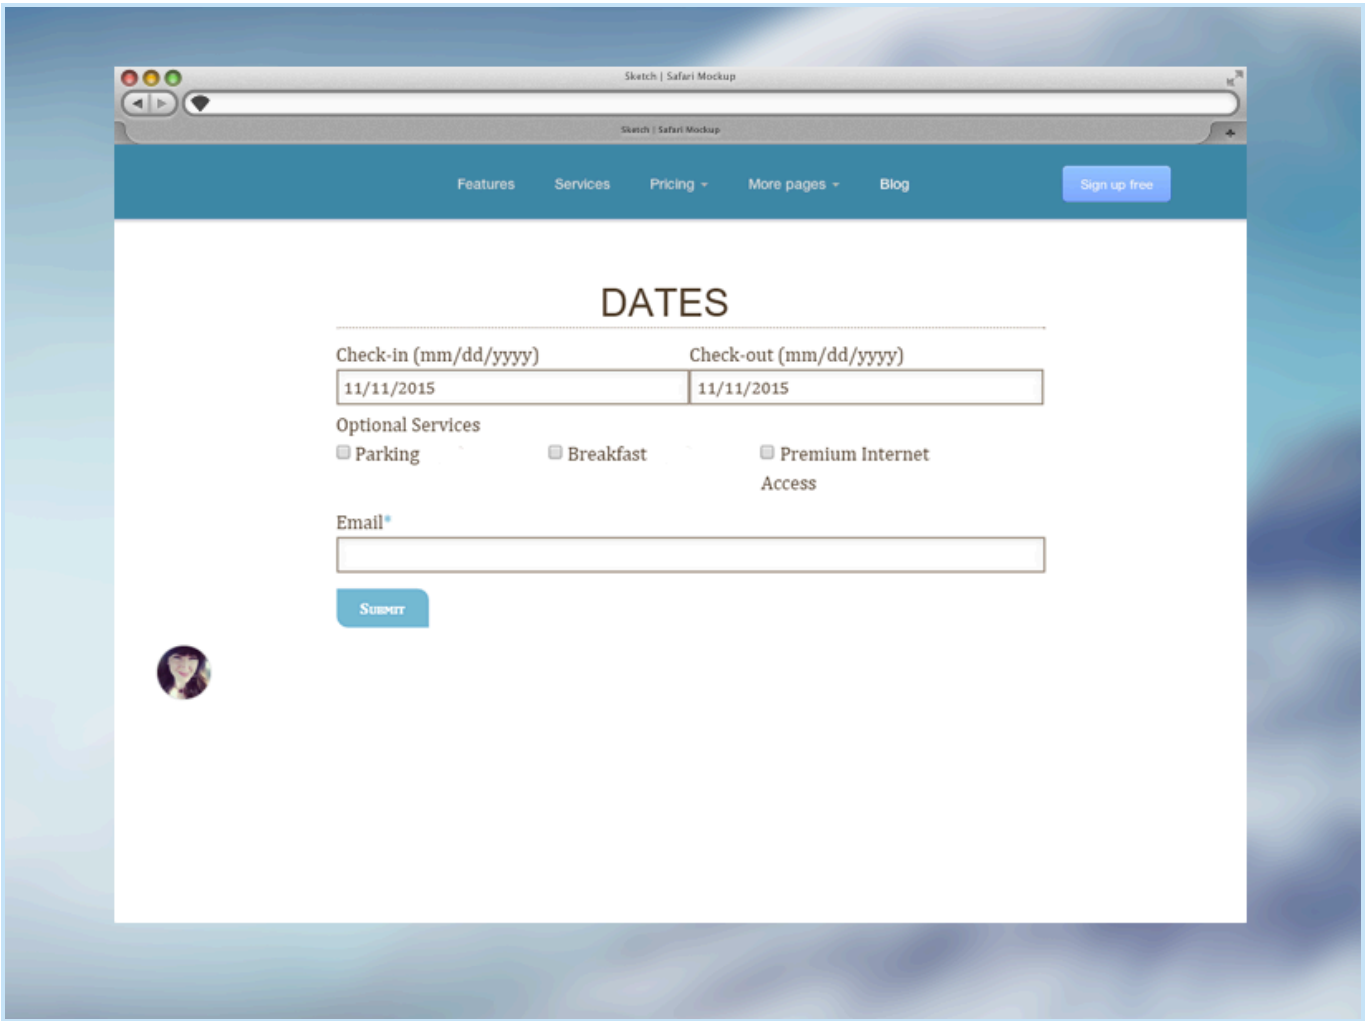 Sketch | Safari Mockup
Sketch | Safari Mockup
Features Services Pricing More pages Blog Sign up free
DATES
Check-in (mm/dd/yyyy) Check-out (mm/dd/yyyy)
11/11/2015 11/11/2015
Optional Services
Parking Breakfast Premium Internet
Access
Email*
Submit